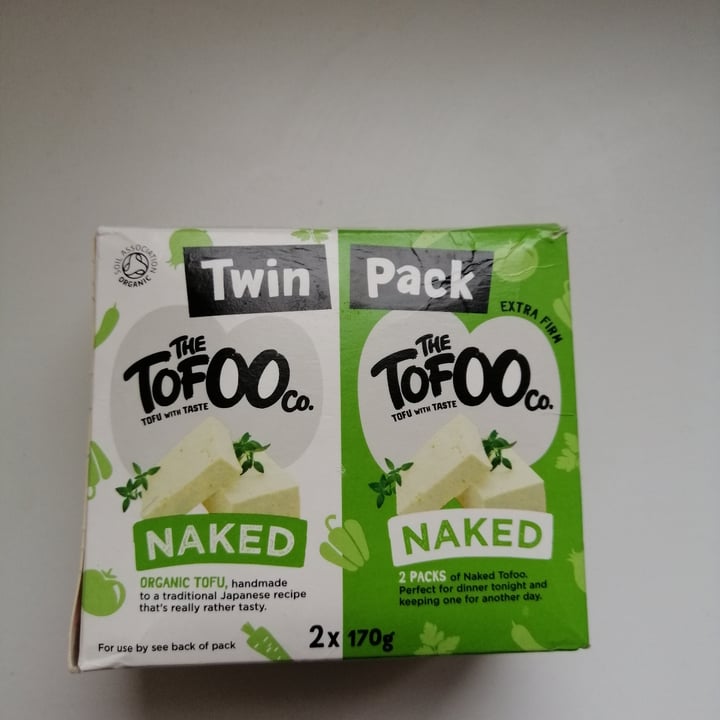 SOIL ASSOCIATION
ORGANIC
Twin Pack
EXTRA FIRM
THE
TOFOO Co.
TOFU WITH TASTE
NAKED
ORGANIC TOFU, handmade
to a traditional Japanese recipe
that's really rather tasty.
For use by see back of pack
THE
TOFOO Co.
TOFU WITH TASTE
NAKED
2 PACKS of Naked Tofoo.
Perfect for dinner tonight and
keeping one for another day.
2x 170g